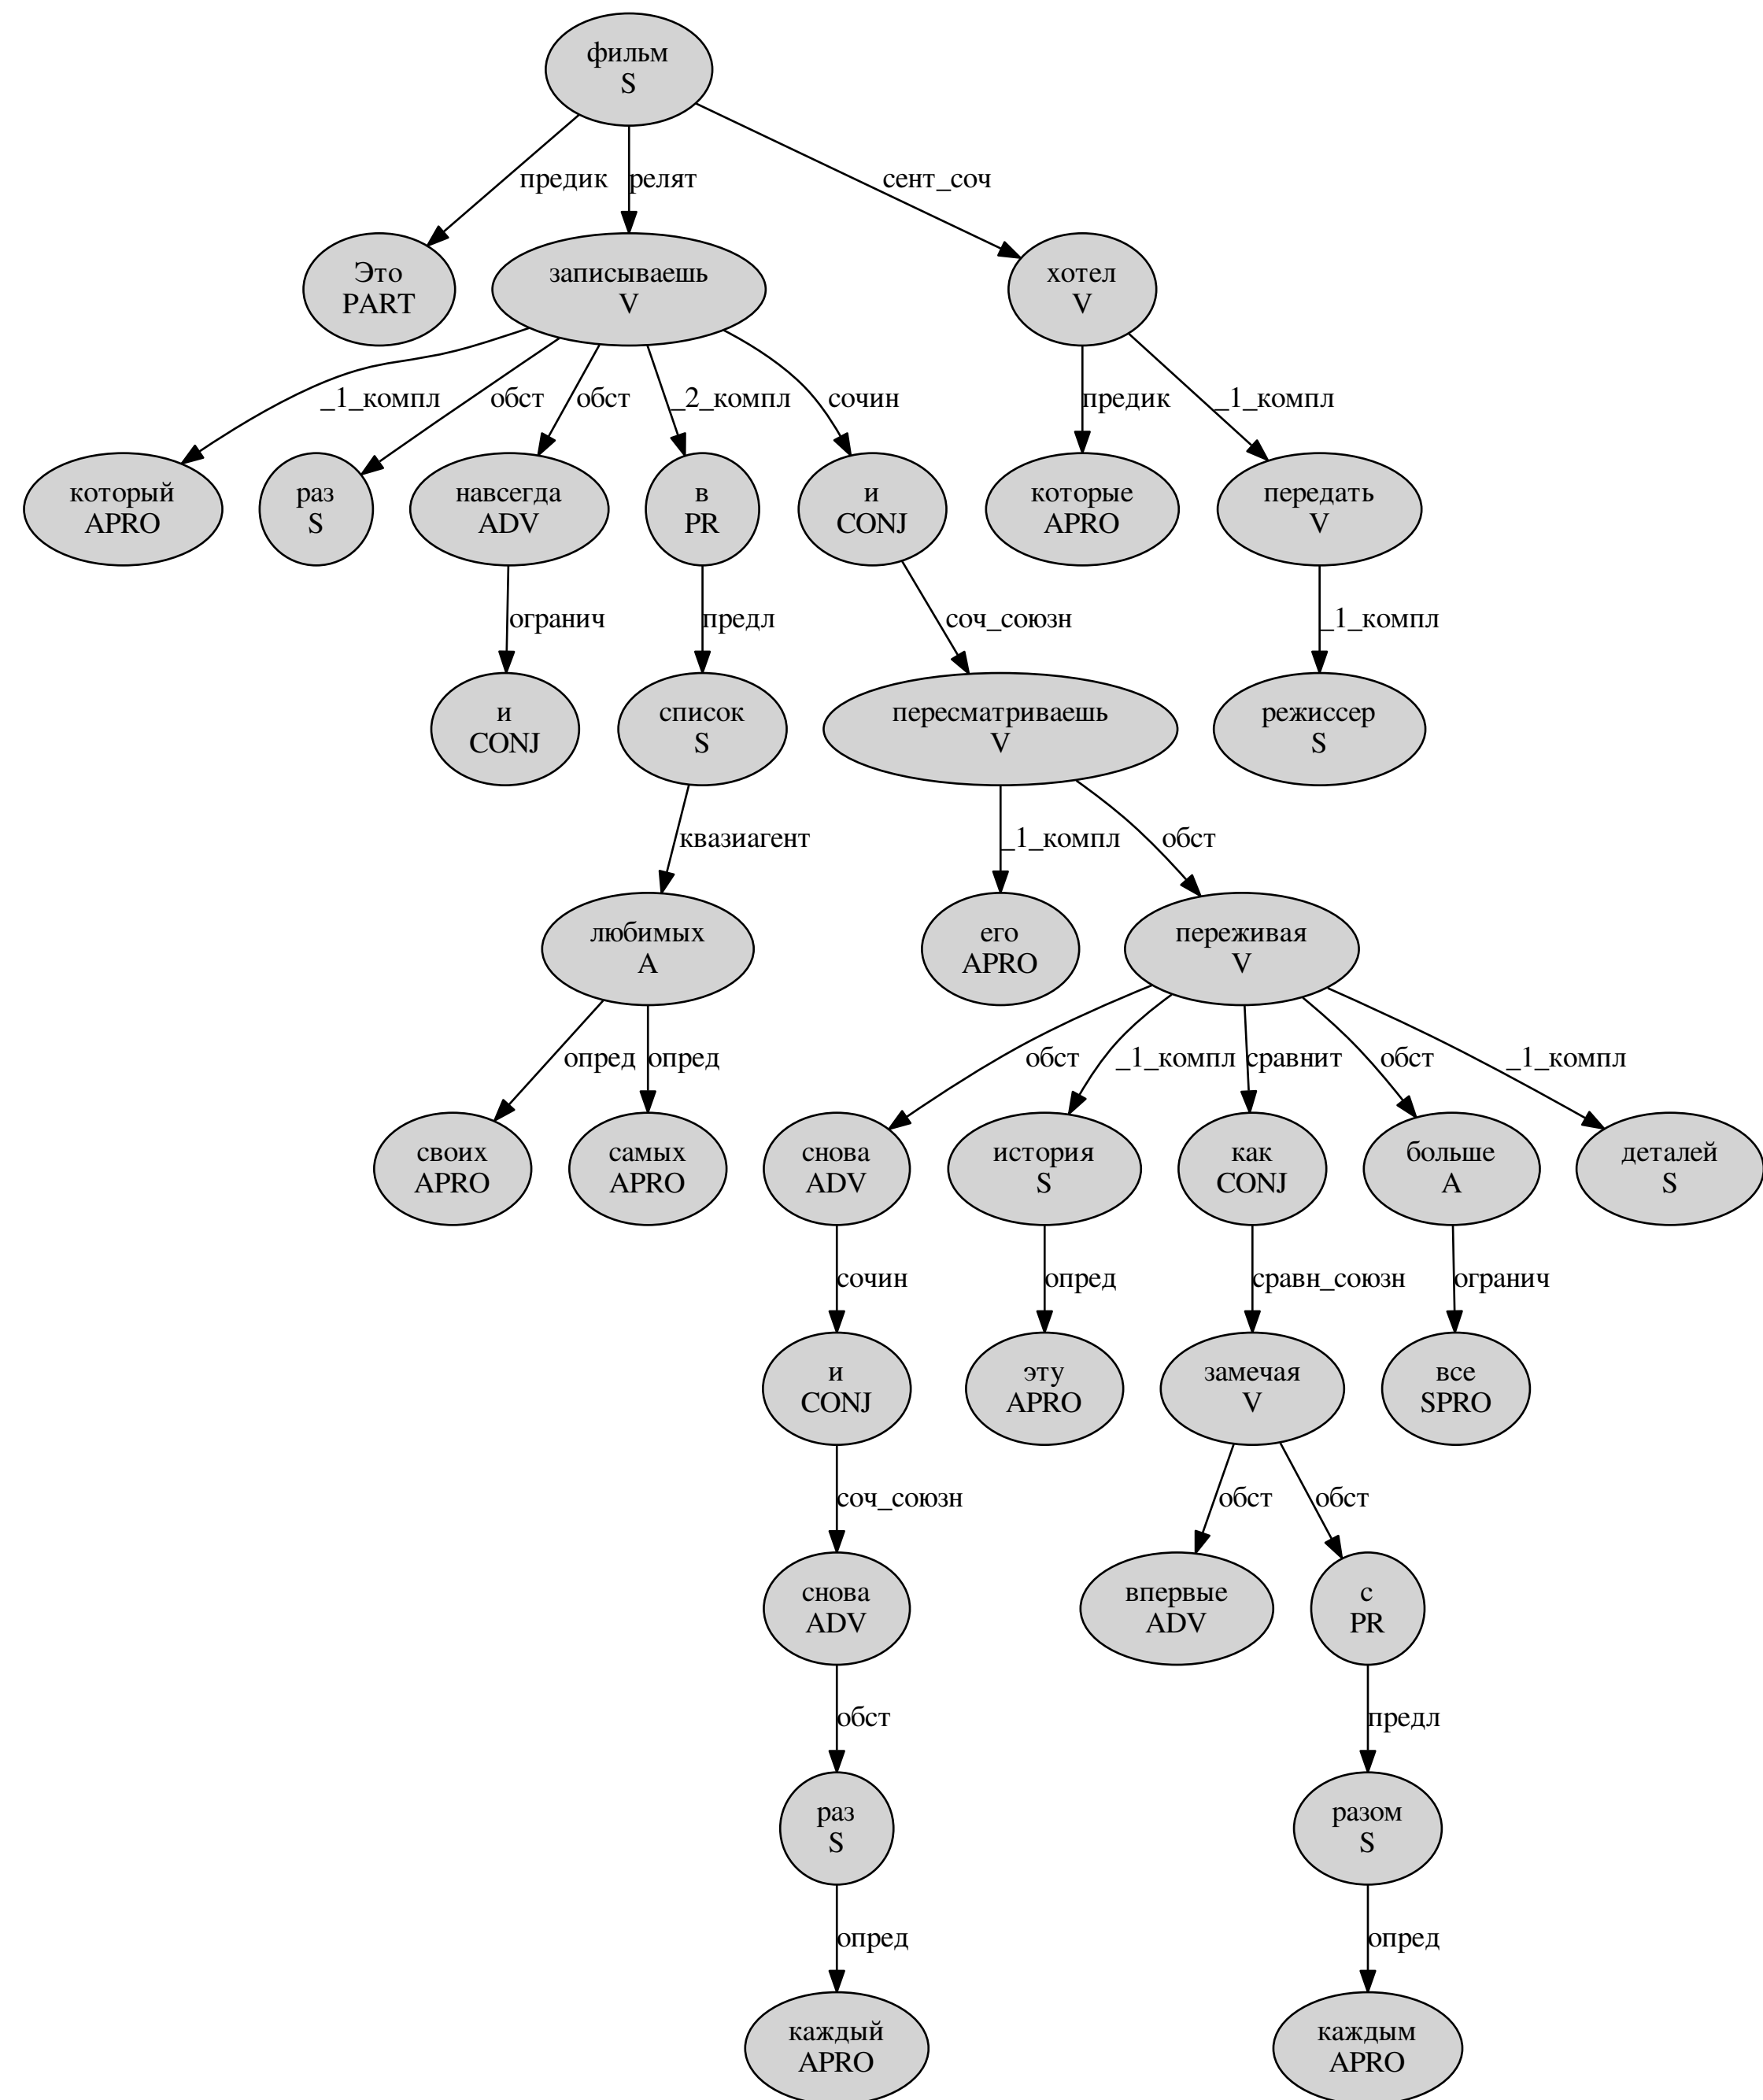 фильм
S
предик
релят
сент_соч
Это
PART
записываешь
V
хотел
V
_1_компл
обст
обст
_2_компл
сочин
предик
_1_компл
который
APRO
раз
S
навсегда
ADV
в
PR
и
CONJ
которые
APRO
передать
V
огранич
предл
соч_союзн
_1_компл
и
CONJ
список
S
пересматриваешь
V
режиссер
S
квазиагент
_1_компл
обст
любимых
A
его
APRO
переживая
V
опред
опред
обст
_1_компл
сравнит
обст
_1_компл
своих
APRO
самых
APRO
снова
ADV
история
S
как
CONJ
больше
A
деталей
S
сочин
опред
сравн_союзн
огранич
и
CONJ
эту
APRO
замечая
V
все
SPRO
соч_союзн
обст
обст
снова
ADV
впервые
ADV
с
PR
обст
предл
раз
S
разом
S
опред
опред
каждый
APRO
каждым
APRO